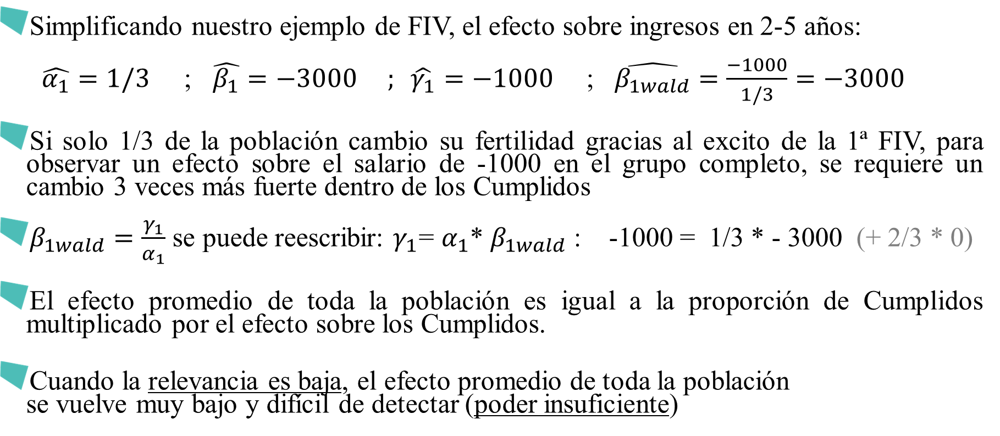 Simplificando nuestro ejemplo de FIV, el efecto sobre ingresos en 2-5 años:
$\widehat{\alpha_1} = 1/3$ ; $\widehat{\beta_1} = -3000$ ; $\widehat{\gamma_1} = -1000$ ; $\widehat{\beta_{1wald}} = \frac{-1000}{1/3} = -3000$
Si solo 1/3 de la población cambio su fertilidad gracias al excito de la 1ª FIV, para
observar un efecto sobre el salario de -1000 en el grupo completo, se requiere un
cambio 3 veces más fuerte dentro de los Cumplidos
$\beta_{1wald} = \frac{\gamma_1}{\alpha_1}$ se puede reescribir: $\gamma_1 = \alpha_1 * \beta_{1wald}$ : -1000 = 1/3 * - 3000 (+ 2/3 * 0)
El efecto promedio de toda la población es igual a la proporción de Cumplidos
multiplicado por el efecto sobre los Cumplidos.
Cuando la relevancia es baja, el efecto promedio de toda la población
se vuelve muy bajo y difícil de detectar (poder insuficiente)